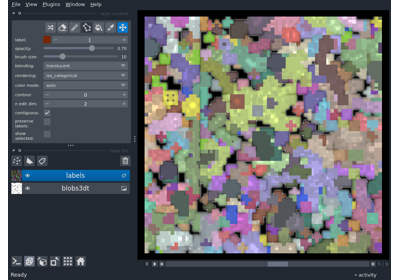 File View Plugins Window Help
label: 1
opacity: 0.70
brush size: 10
blending: translucent
rendering: iso_categorical
color mode: auto
contour: 0
n edit dim: 2
contiguous:
preserve
labels:
show
selected:
labels
blobs3dt
Ready
activity